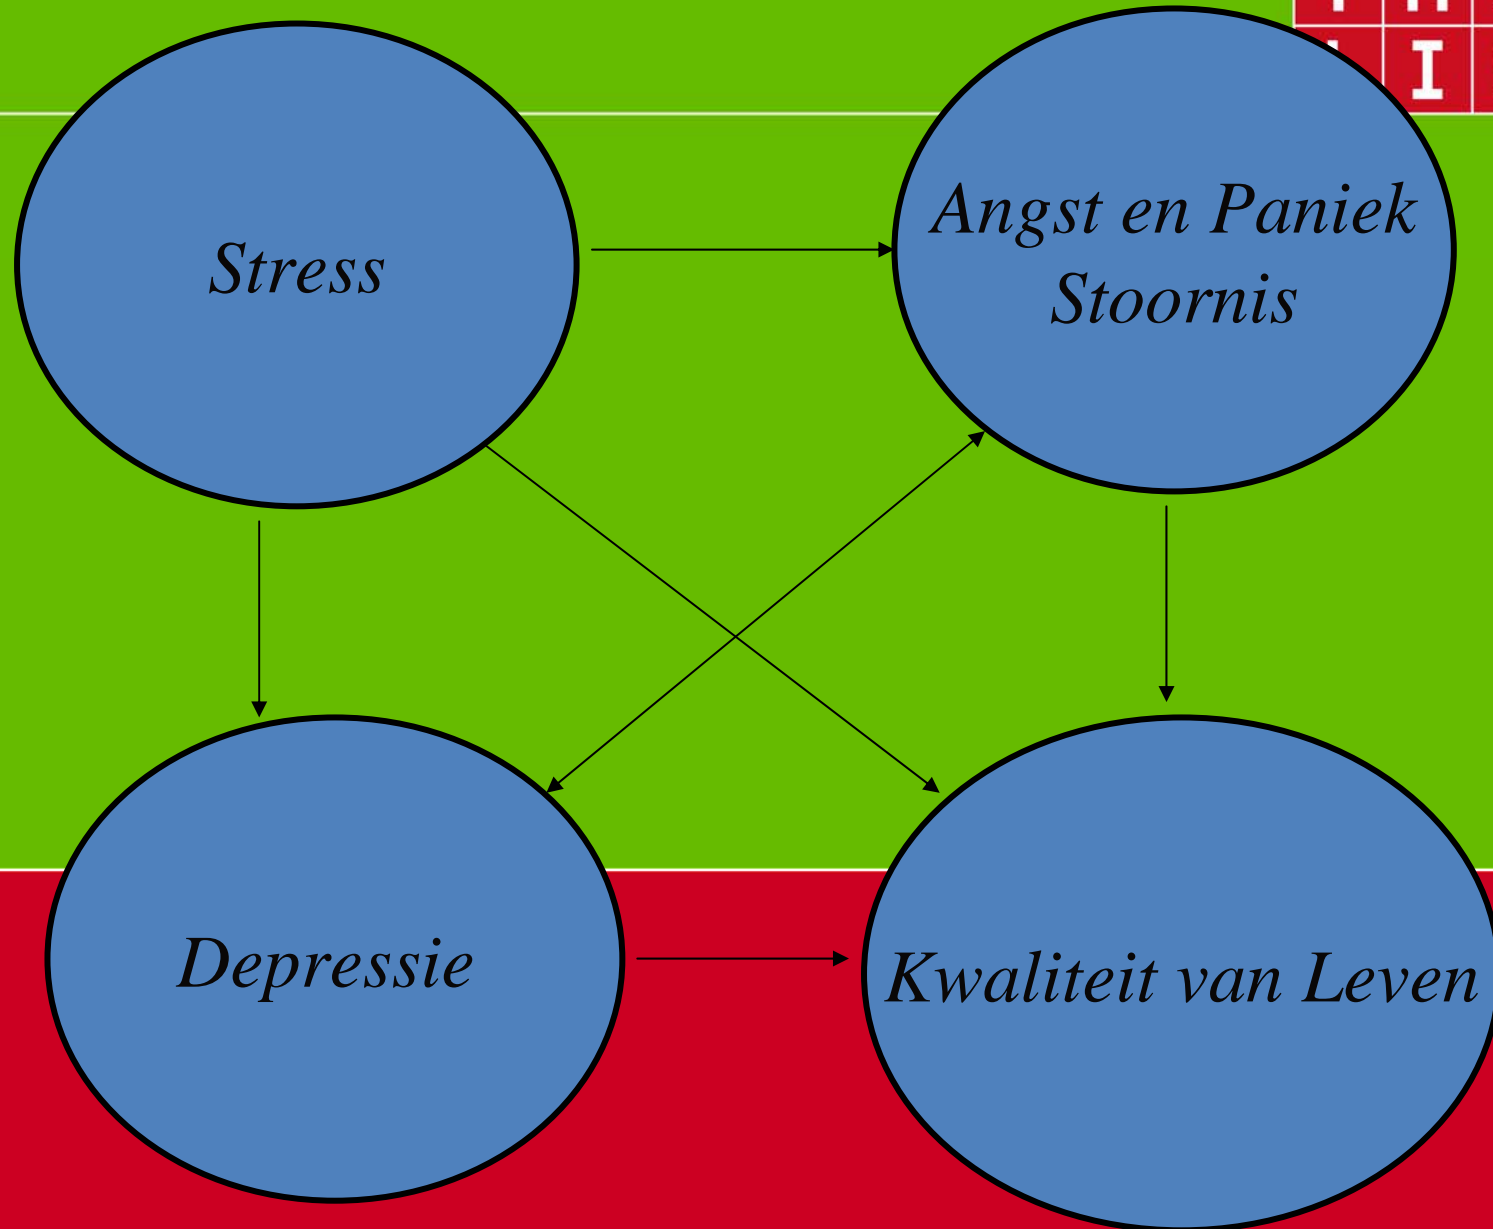 I
Stress
Angst en Paniek
Stoornis
Depressie
Kwaliteit van Leven